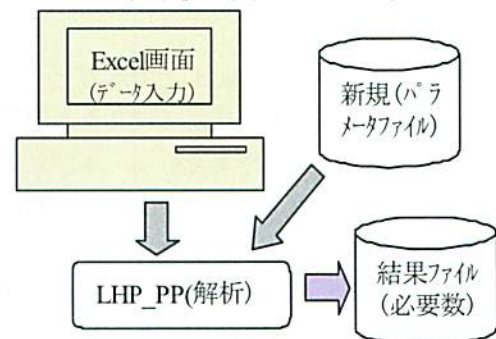 Excel画面
(ﾃﾞｰﾀ入力)
新規(ﾊﾟﾗ
ﾒｰﾀﾌｧｲﾙ)
LHP_PP(解析)
結果ﾌｧｲﾙ
(必要数)